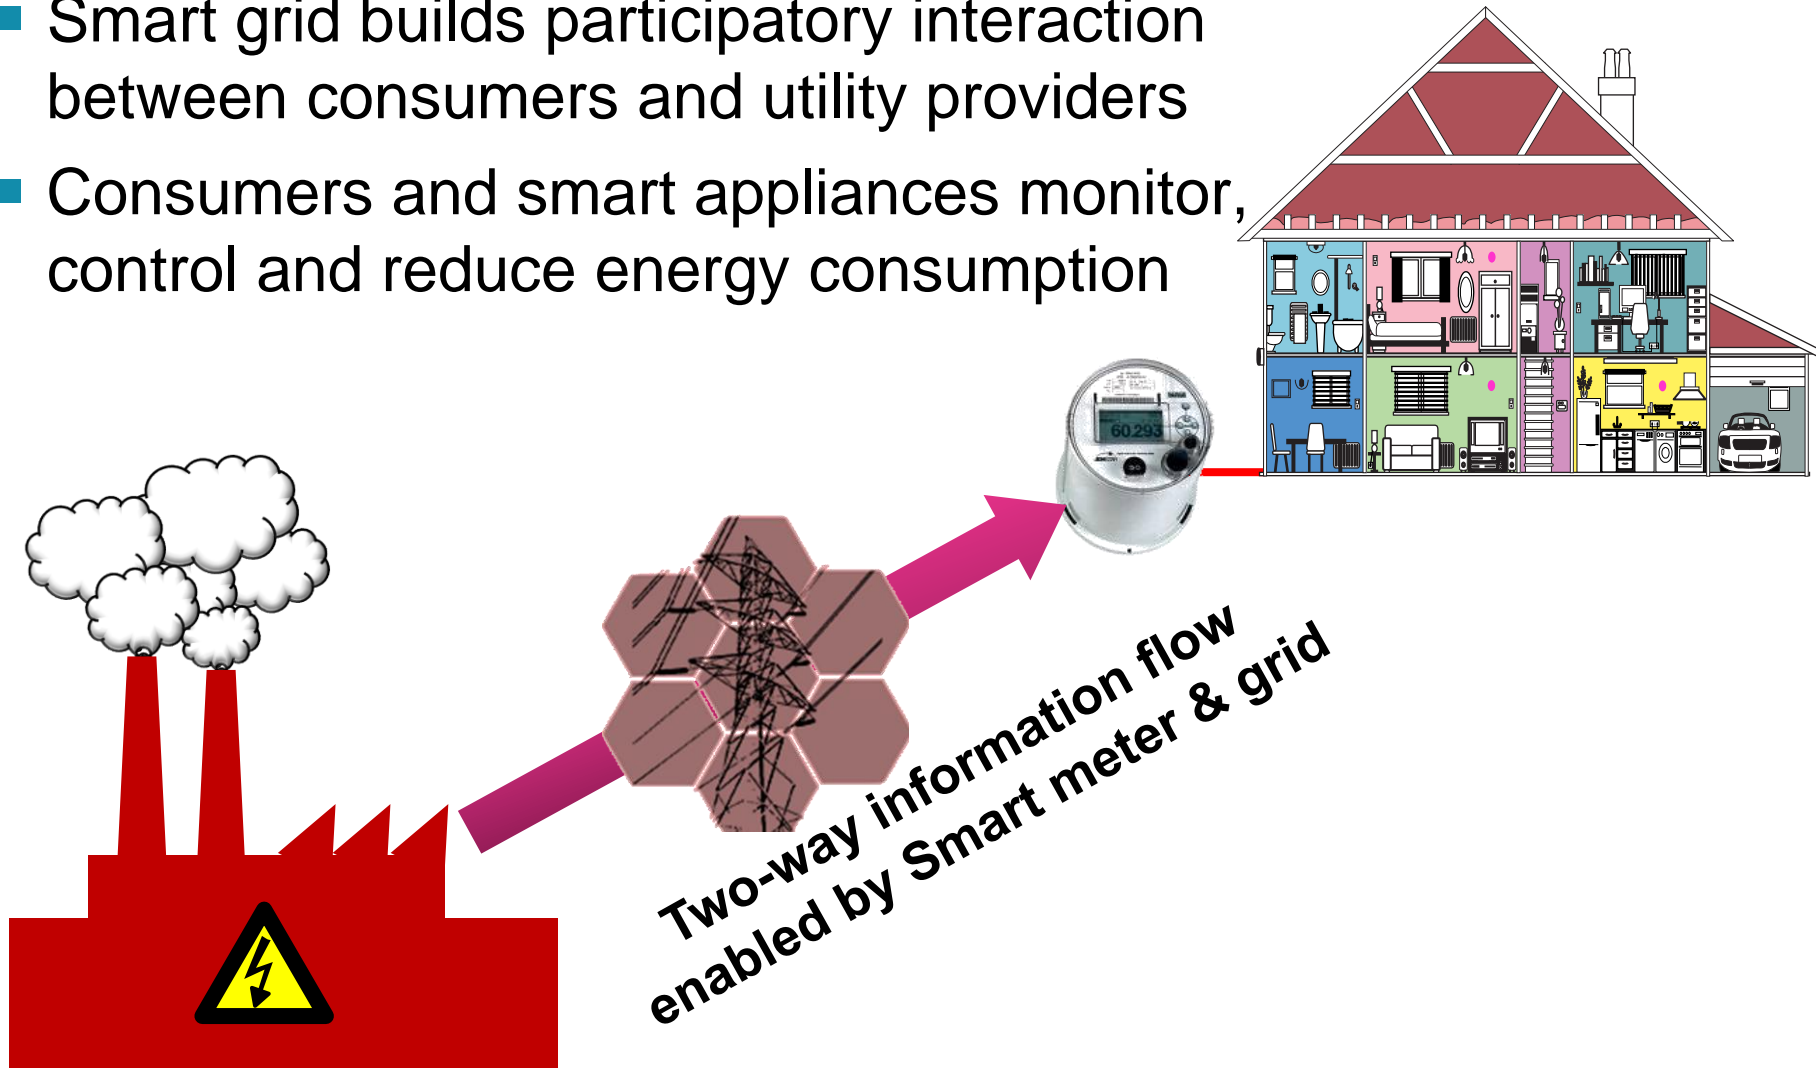 Smart grid builds participatory interaction
between consumers and utility providers
Consumers and smart appliances monitor,
control and reduce energy consumption
60.293
Two-way information flow
enabled by Smart meter & grid